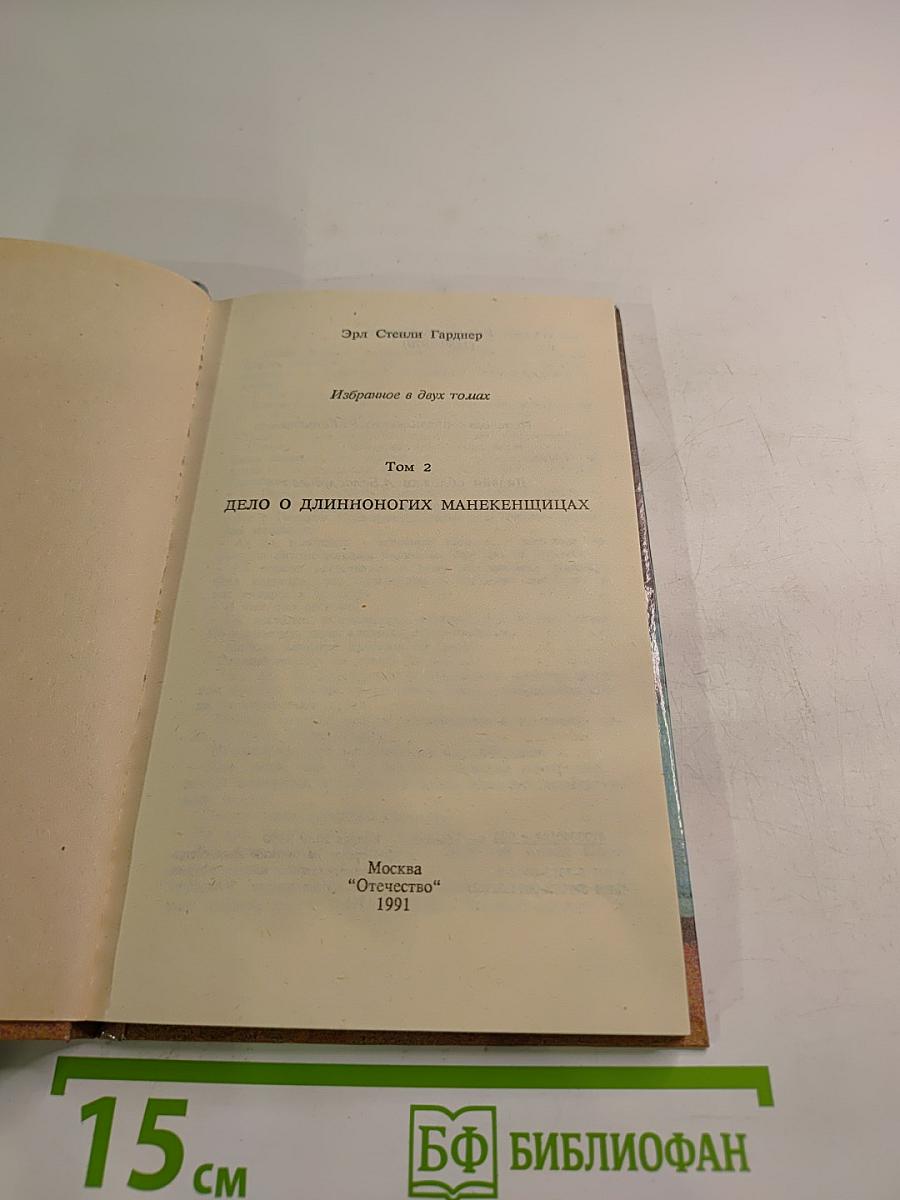 Эрл Стенли Гарднер
Избранное в двух томах
Том 2
ДЕЛО О ДЛИННОНОГИХ МАНЕКЕНЩИЦАХ
Москва
"Отечество"
1991
15 см
БФ БИБЛИОФАН